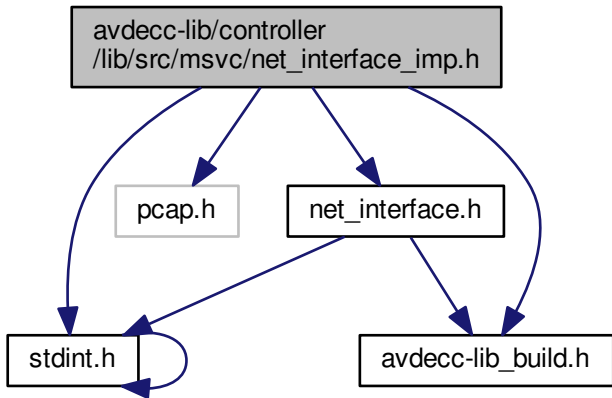 avdecc-lib/controller
/lib/src/msvc/net_interface_imp.h
pcap.h
net_interface.h
stdint.h
avdecc-lib_build.h